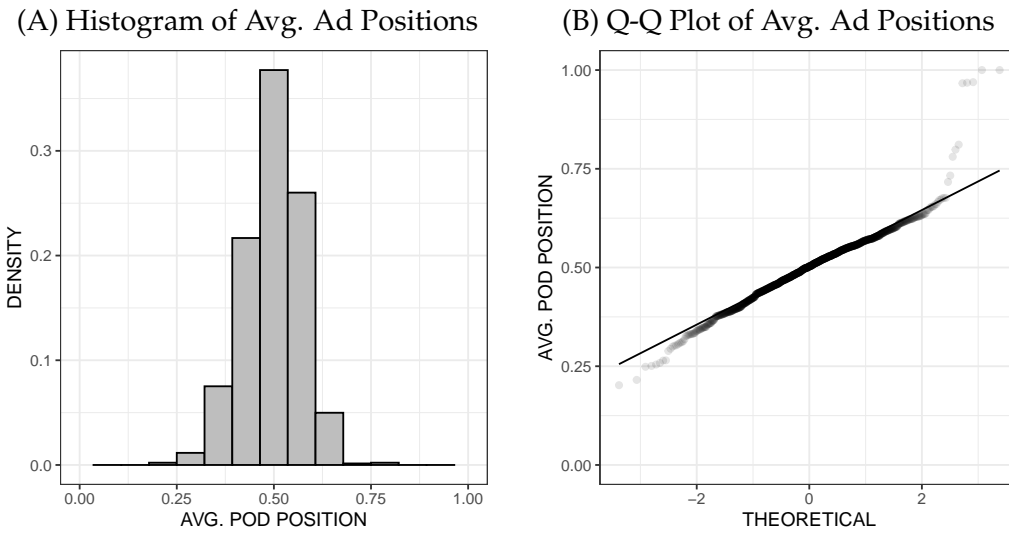 (A) Histogram of Avg. Ad Positions
0.3
0.2
0.1
0.0
DENSITY
0.00 0.25 0.50 0.75 1.00
AVG. POD POSITION
(B) Q-Q Plot of Avg. Ad Positions
1.00
0.75
0.50
0.25
0.00
AVG. POD POSITION
−2 0 2
THEORETICAL